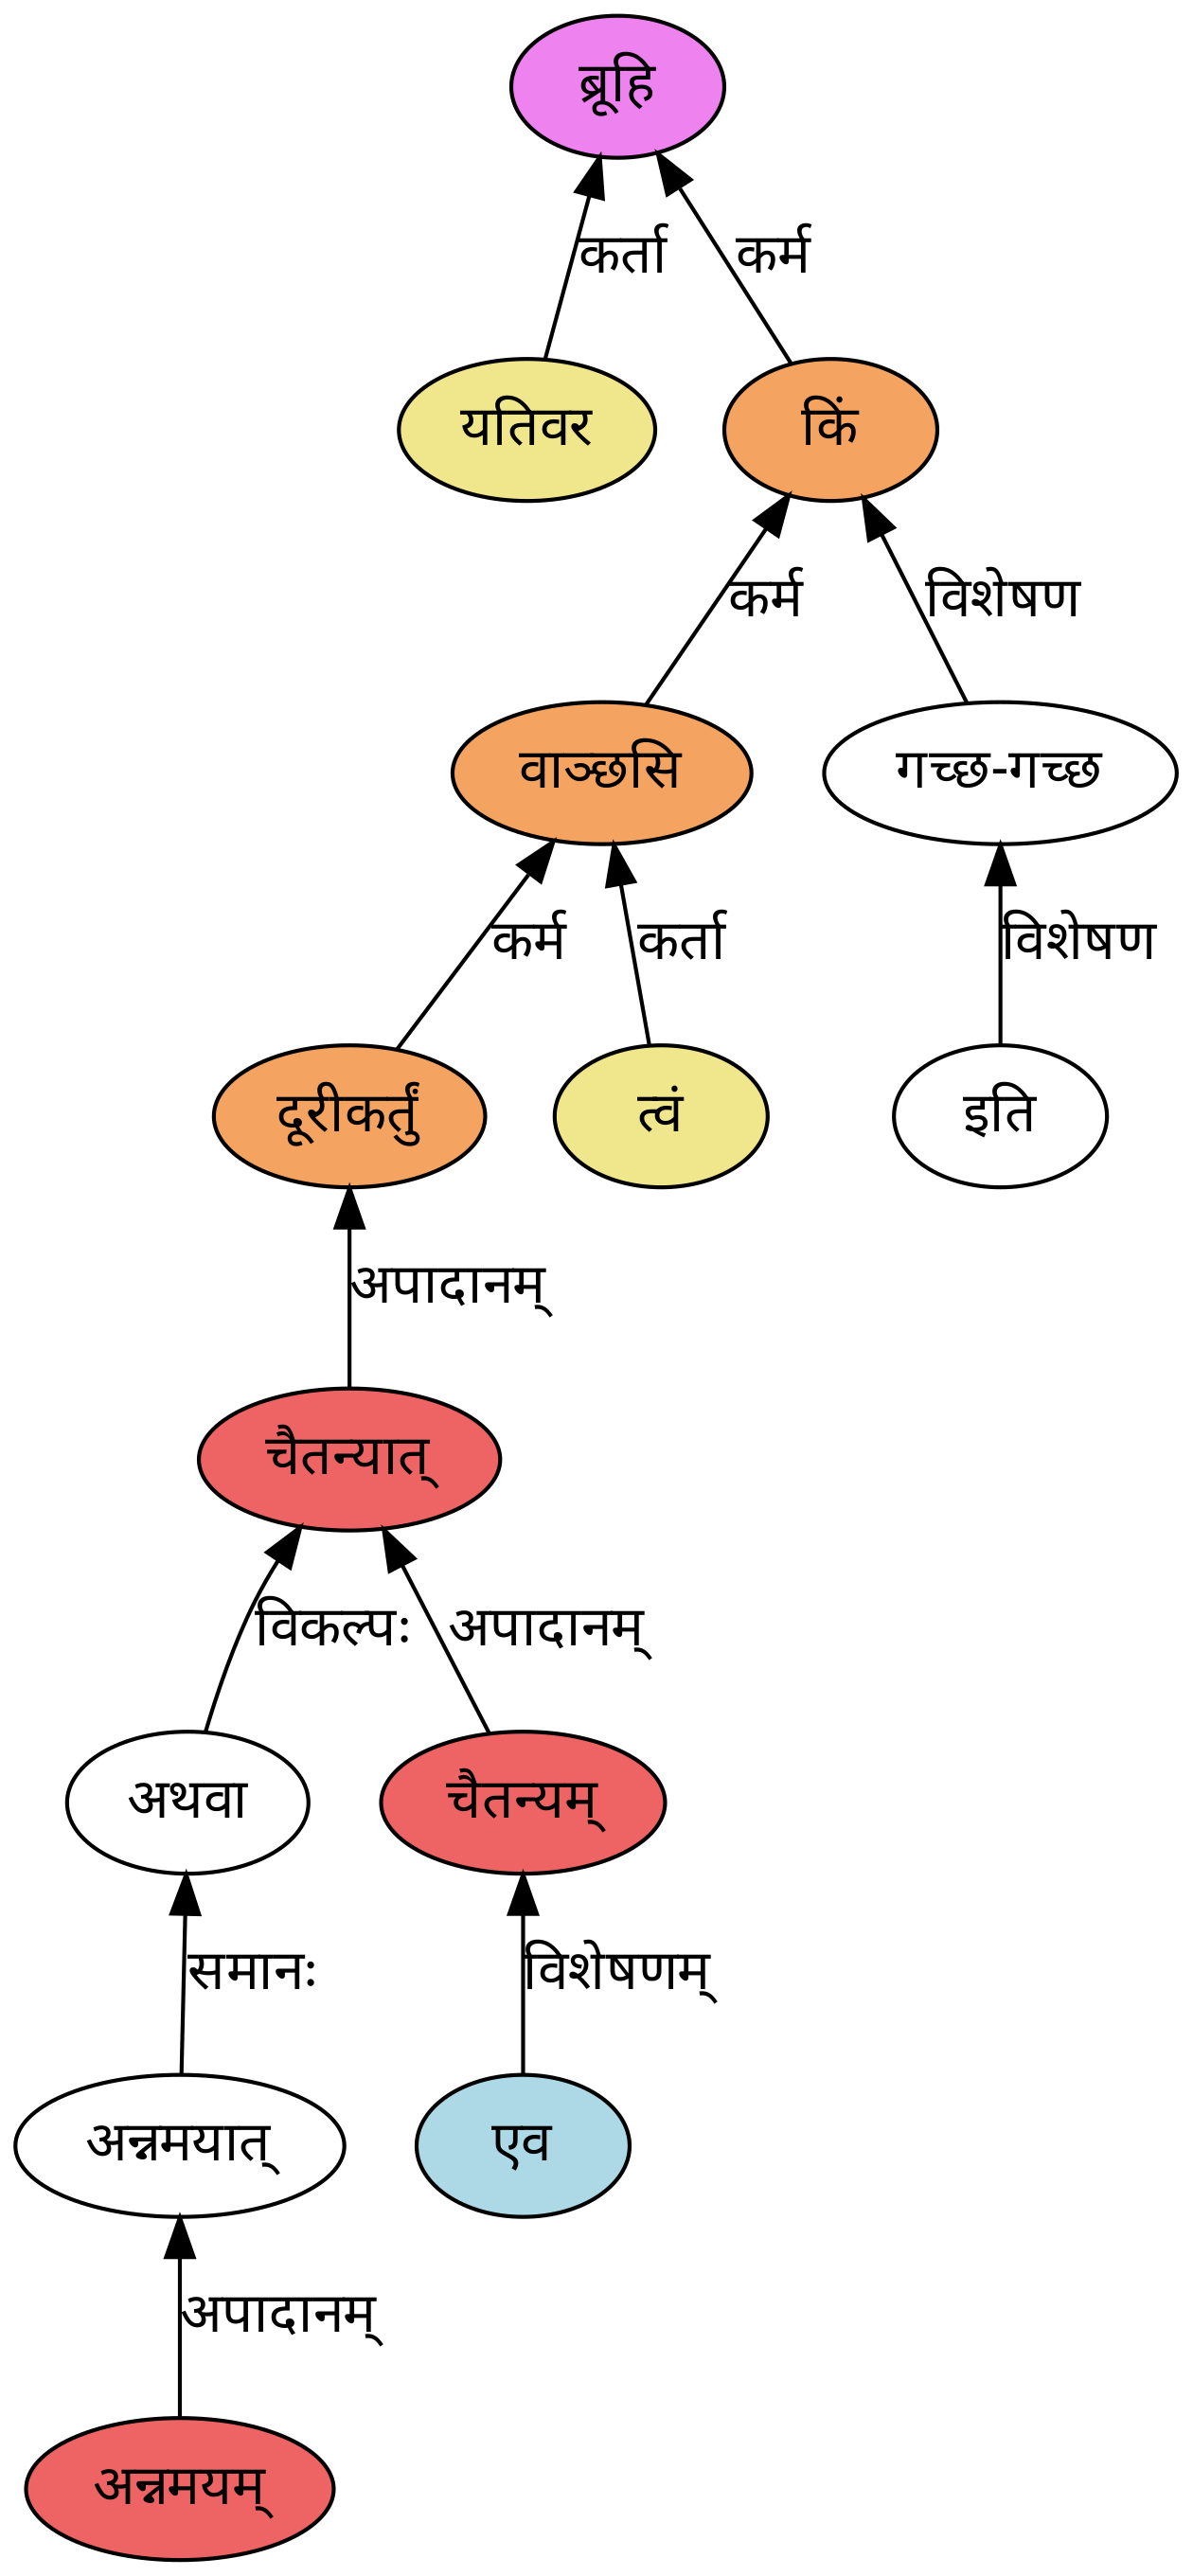 ब्रूहि
कर्ता
कर्म
यतिवर
किं
कर्म
विशेषण
वाञ्छसि
गच्छ-गच्छ
कर्म
कर्ता
विशेषण
दूरीकर्तुं
त्वं
इति
अपादानम्
चैतन्यात्
विकल्पः
अपादानम्
अथवा
चैतन्यम्
समानः
विशेषणम्
अन्नमयात्
एव
अपादानम्
अन्नमयम्